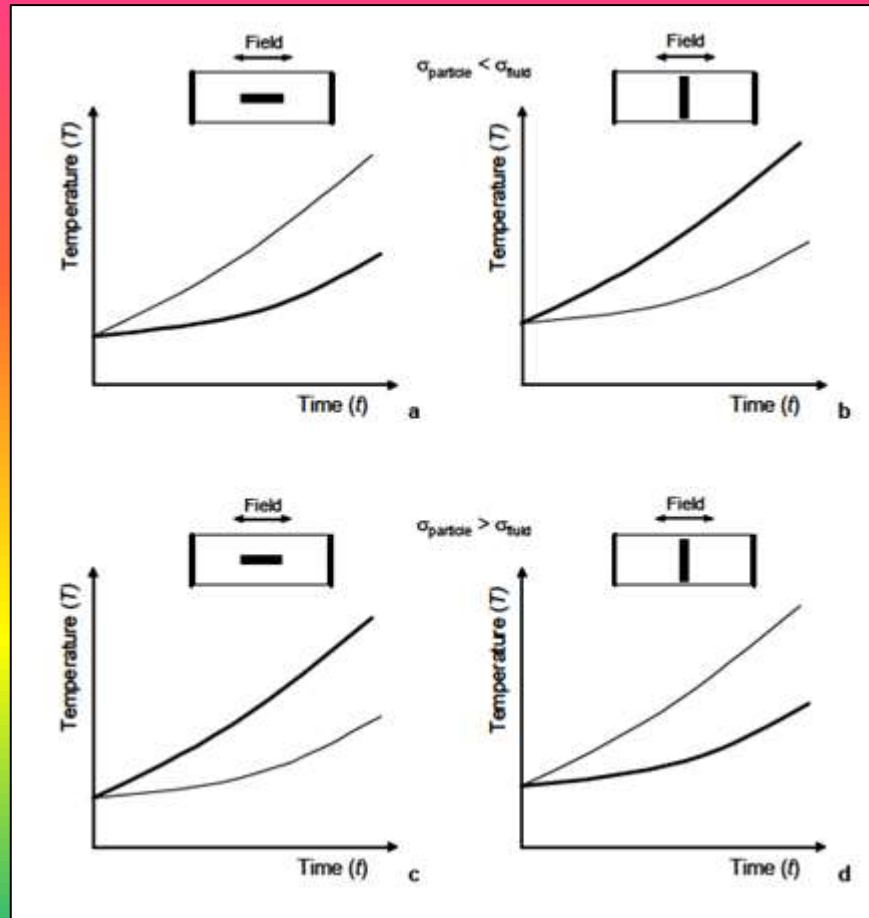 Field
Field
σparticle < σfluid
Temperature (T)
Temperature (T)
Time (t)
a
Time (t)
b
Field
Field
σparticle > σfluid
Temperature (T)
Temperature (T)
Time (t)
c
Time (t)
d